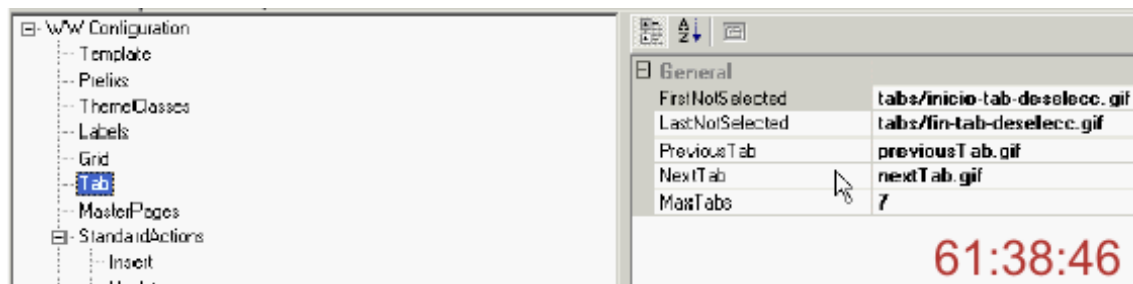 WW Configuration
Template
Prefixs
ThemeClasses
Labels
Grid
Tab
MasterPages
StandardActions
Insert
General
FirstNotSelected tabs/inicio-tab-deselecc.gif
LastNotSelected tabs/fin-tab-deselecc.gif
PreviousTab previousTab.gif
NextTab nextTab.gif
MaxTabs 7
61:38:46